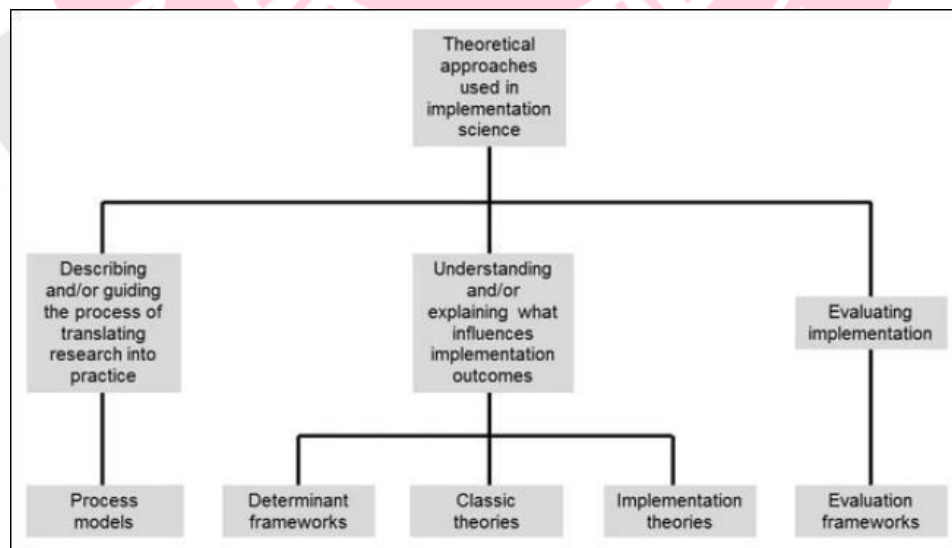 Theoretical
approaches
used in
implementation
science
Describing
and/or guiding
the process of
translating
research into
practice
Understanding
and/or
explaining what
influences
implementation
outcomes
Evaluating
implementation
Process
models
Determinant
frameworks
Classic
theories
Implementation
theories
Evaluation
frameworks